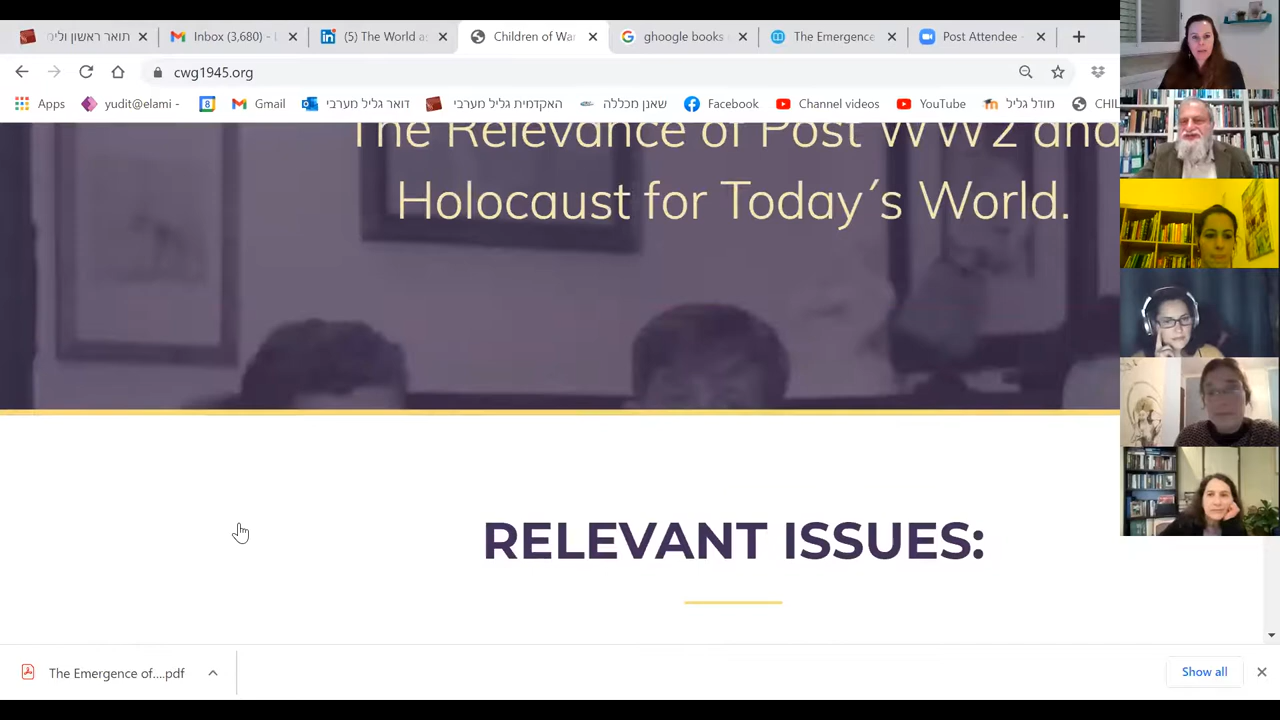 תואר ראשון ולימ
Inbox (3,680) -
(5) The World a
Children of Wa
ghoogle books
The Emergence
Post Attendee -
cwg1945.org
Apps
yudit@elami -
Gmail
דואר גליל מערבי
האקדמית גליל מערבי
שאנן מכללה
Facebook
Channel videos
YouTube
מודל גליל
CHIL
The Relevance of Post WW2 and
Holocaust for Today´s World.
RELEVANT ISSUES:
The Emergence of....pdf
Show all